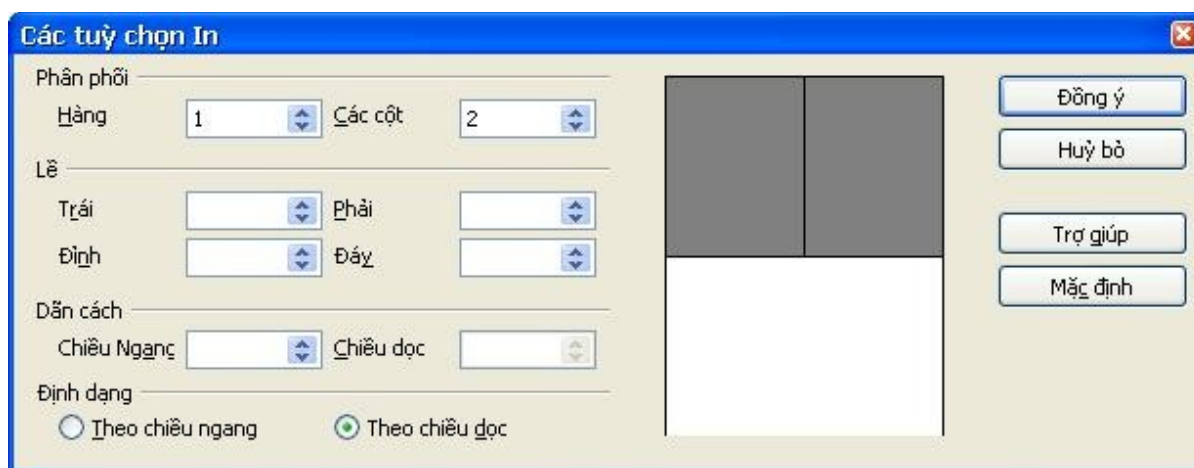 Các tuỳ chọn In
Phân phối
Hàng 1 Các cột 2
Lề
Trái Phải
Đỉnh Đáy
Dãn cách
Chiều Ngang Chiều dọc
Định dạng
Theo chiều ngang Theo chiều dọc
Đồng ý
Huỷ bỏ
Trợ giúp
Mặc định